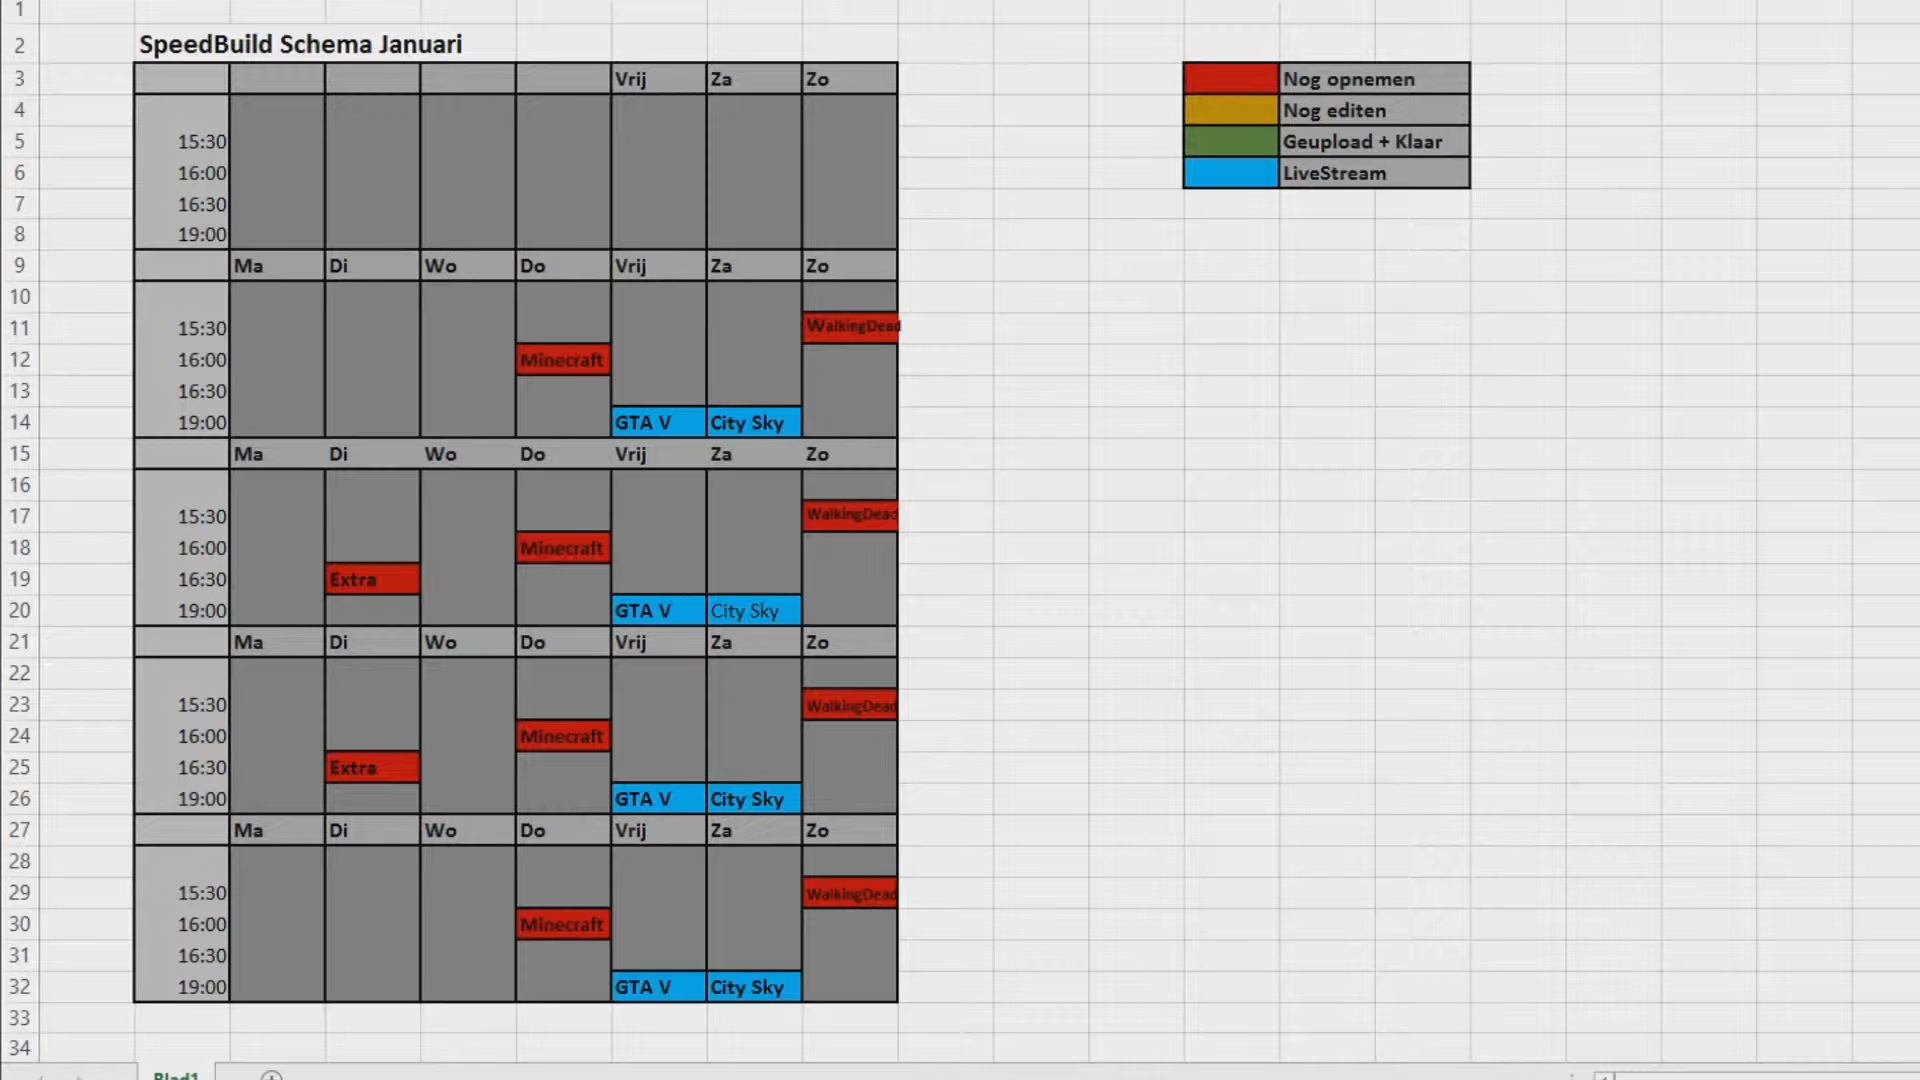 1
2 SpeedBuild Schema Januari
3 Vrij Za Zo Nog opnemen
4 Nog editen
5 15:30 Geupload + Klaar
6 16:00 LiveStream
7 16:30
8 19:00
9 Ma Di Wo Do Vrij Za Zo
10
11 15:30 WalkingDead
12 16:00 Minecraft
13 16:30
14 19:00 GTA V City Sky
15 Ma Di Wo Do Vrij Za Zo
16
17 15:30 WalkingDead
18 16:00 Minecraft
19 16:30 Extra
20 19:00 GTA V City Sky
21 Ma Di Wo Do Vrij Za Zo
22
23 15:30 WalkingDead
24 16:00 Minecraft
25 16:30 Extra
26 19:00 GTA V City Sky
27 Ma Di Wo Do Vrij Za Zo
28
29 15:30 WalkingDead
30 16:00 Minecraft
31 16:30
32 19:00 GTA V City Sky
33
34
Blad1